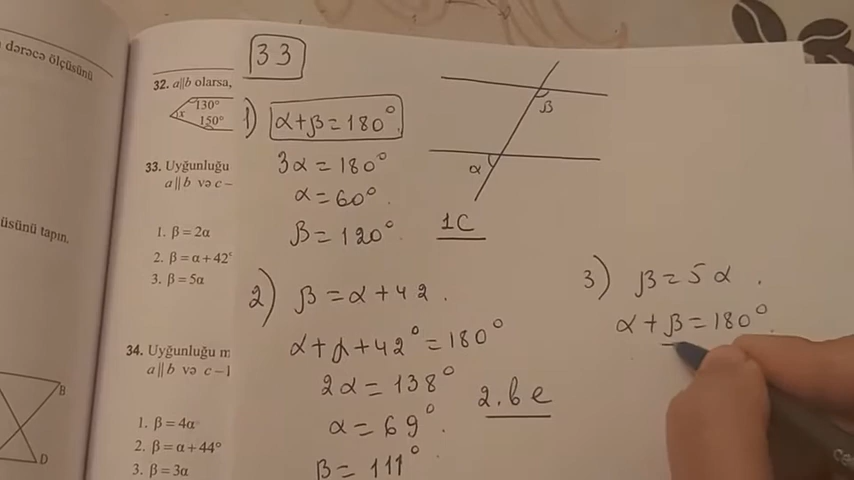 ə dərəcə ölçüsünü
üsünü tapın.
B
D
32. a||b olarsa,
130°
x
150°
33. Uyğunluğu
a || b və c –
1. β = 2α
2. β = α + 42°
3. β = 5α
34. Uyğunluğu m
a || b və c –
1. β = 4α
2. β = α + 44°
3. β = 3α
33
1) α+β=180°
3α=180°
α=60°
β=120°
1C
β
α
2) β=α+42
α+α+42°=180°
2α=138°
α=69°
β=111°
2. b e
3) β=5α
α+β=180°